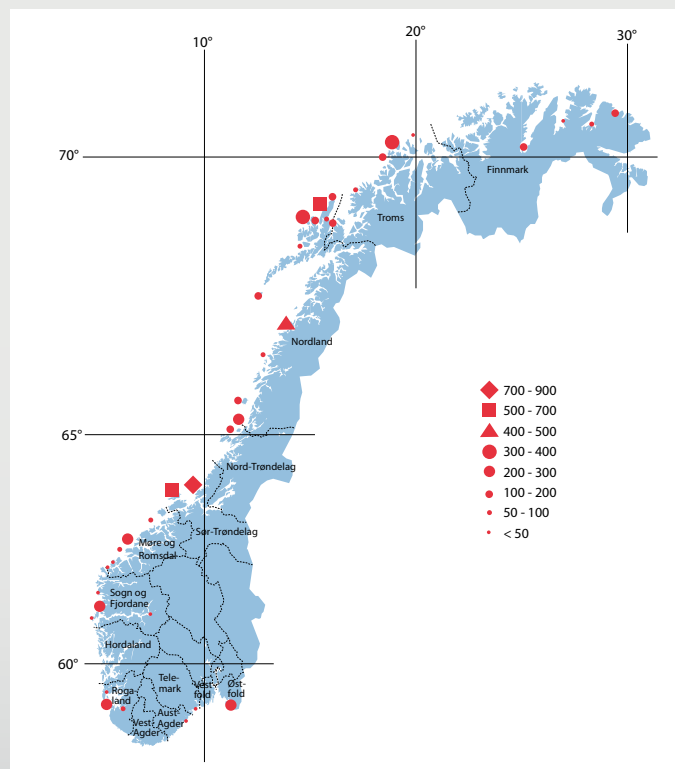 10°
20°
30°
70°
Finnmark
Troms
Nordland
700 - 900
500 - 700
400 - 500
300 - 400
200 - 300
100 - 200
50 - 100
< 50
65°
Nord-Trøndelag
Sør-Trøndelag
Møre og
Romsdal
Sogn og
Fjordane
Hordaland
60°
Tele-
mark
Vest-
fold
Øst-
fold
Roga-
land
Aust-
Agder
Vest-
Agder